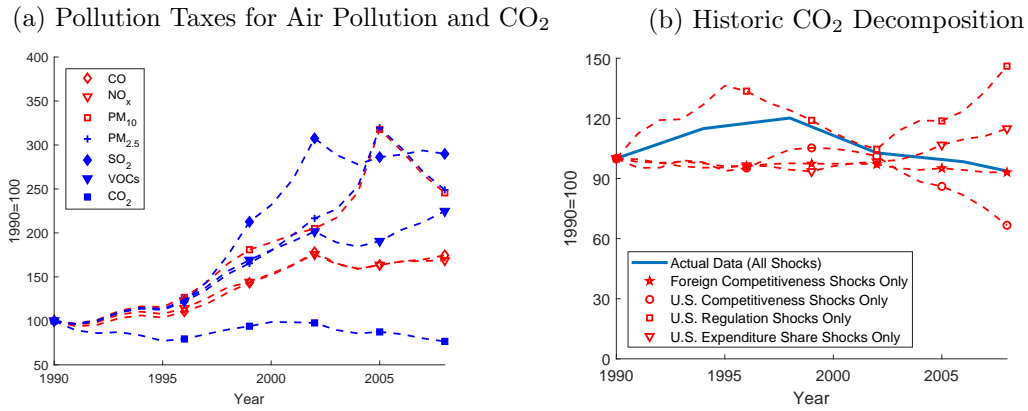 (a) Pollution Taxes for Air Pollution and CO₂
400
350
300
250
200
150
100
50
1990=100
CO
NOₓ
PM₁₀
PM₂.₅
SO₂
VOCs
CO₂
1990
1995
2000
2005
Year
(b) Historic CO₂ Decomposition
150
120
90
60
30
0
1990=100
Actual Data (All Shocks)
Foreign Competitiveness Shocks Only
U.S. Competitiveness Shocks Only
U.S. Regulation Shocks Only
U.S. Expenditure Share Shocks Only
1990
1995
2000
2005
Year